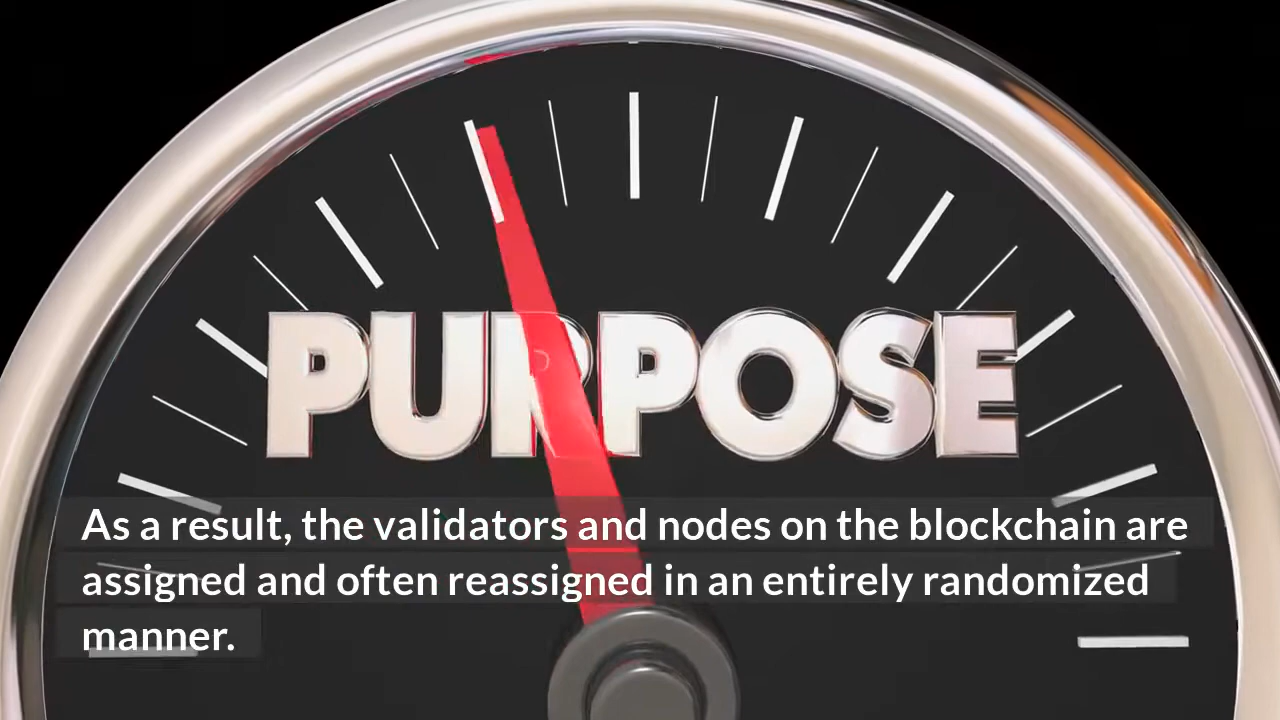 PURPOSE
As a result, the validators and nodes on the blockchain are
assigned and often reassigned in an entirely randomized
manner.